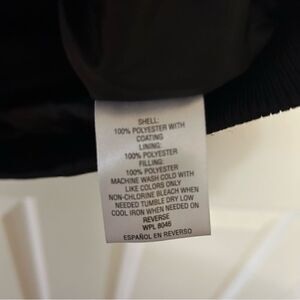 SHELL:
100% POLYESTER WITH
COATING
LINING:
100% POLYESTER
FILLING:
100% POLYESTER
MACHINE WASH COLD WITH
LIKE COLORS ONLY
NON-CHLORINE BLEACH WHEN
NEEDED TUMBLE DRY LOW
COOL IRON WHEN NEEDED ON
REVERSE
WPL 8046
ESPAÑOL EN REVERSO